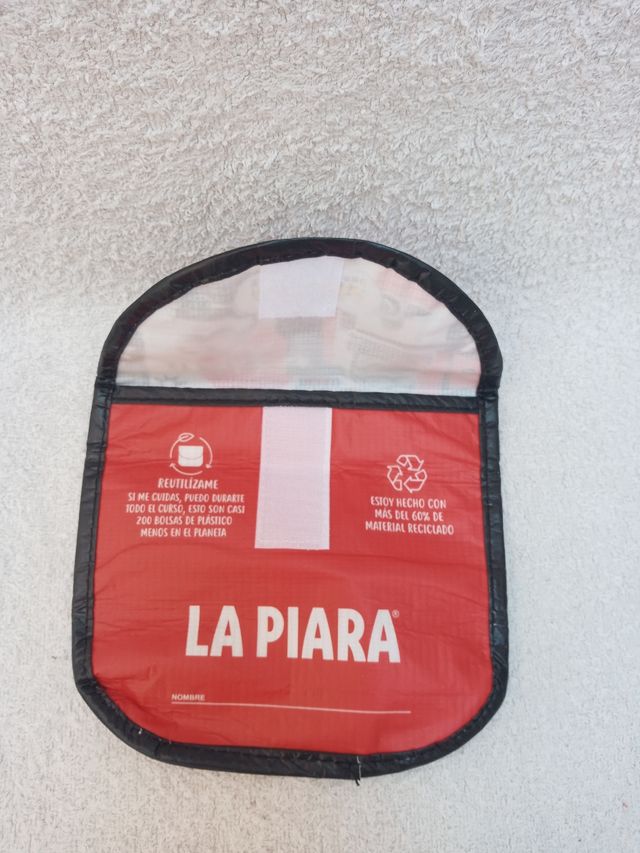 REUTILÍZAME
SI ME CUIDAS, PUEDO DURARTE
TODO EL CURSO, ESTO SON CASI
200 BOLSAS DE PLÁSTICO
MENOS EN EL PLANETA
ESTOY HECHO CON
MÁS DEL 60% DE
MATERIAL RECICLADO
LA PIARA®
NOMBRE